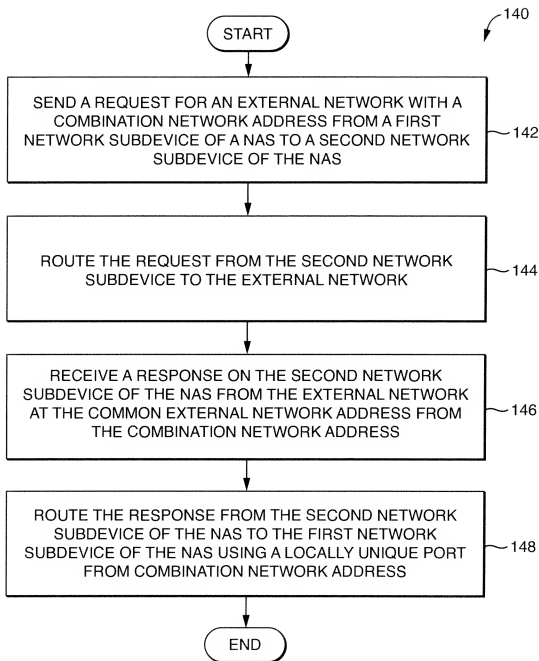 140
START
SEND A REQUEST FOR AN EXTERNAL NETWORK WITH A
COMBINATION NETWORK ADDRESS FROM A FIRST
NETWORK SUBDEVICE OF A NAS TO A SECOND NETWORK
SUBDEVICE OF THE NAS
142
ROUTE THE REQUEST FROM THE SECOND NETWORK
SUBDEVICE TO THE EXTERNAL NETWORK
144
RECEIVE A RESPONSE ON THE SECOND NETWORK
SUBDEVICE OF THE NAS FROM THE EXTERNAL NETWORK
AT THE COMMON EXTERNAL NETWORK ADDRESS FROM
THE COMBINATION NETWORK ADDRESS
146
ROUTE THE RESPONSE FROM THE SECOND NETWORK
SUBDEVICE OF THE NAS TO THE FIRST NETWORK
SUBDEVICE OF THE NAS USING A LOCALLY UNIQUE PORT
FROM COMBINATION NETWORK ADDRESS
148
END